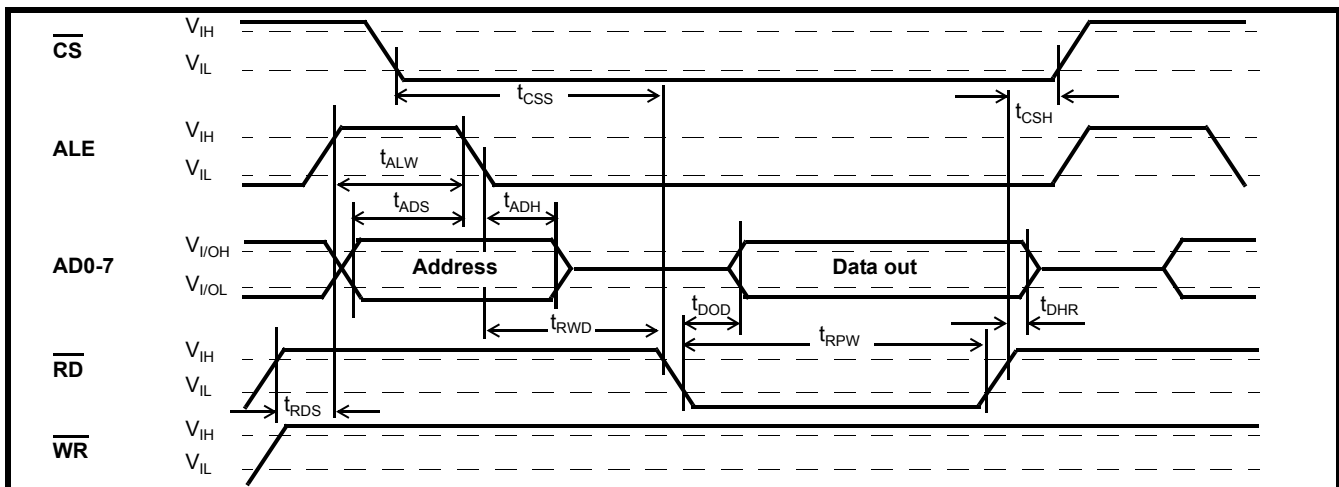 V_IH
CS
V_IL
t_CSS
t_CSH
V_IH
ALE
V_IL
t_ALW
t_ADS
t_ADH
V_I/OH
AD0-7
Address
Data out
V_I/OL
t_DOD
t_DHR
t_RWD
t_RPW
V_IH
RD
V_IL
t_RDS
V_IH
WR
V_IL